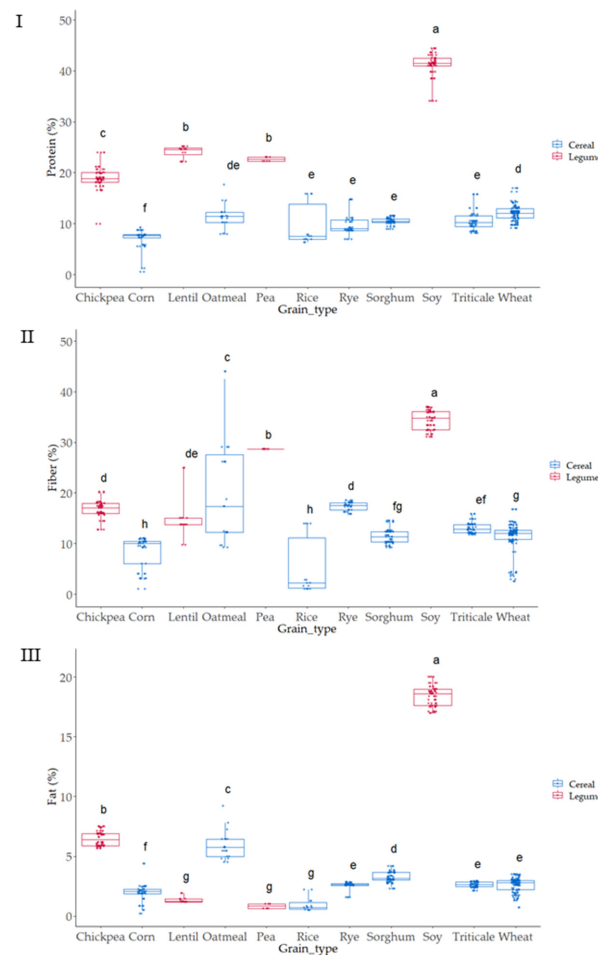 I
50
a
40
Protein (%)
30
b
b
c
Cereal
Legume
de
20
e
e
e
e
d
f
10
0
Chickpea Corn Lentil Oatmeal Pea Rice Rye Sorghum Soy Triticale Wheat
Grain_type
II
50
c
a
40
Fiber (%)
b
30
de
Cereal
Legume
d
d
20
h
h
fg
ef
g
10
0
Chickpea Corn Lentil Oatmeal Pea Rice Rye Sorghum Soy Triticale Wheat
Grain_type
III
a
20
15
Fat (%)
c
10
b
Cereal
Legume
f
d
g
g
g
e
e
e
5
0
Chickpea Corn Lentil Oatmeal Pea Rice Rye Sorghum Soy Triticale Wheat
Grain_type